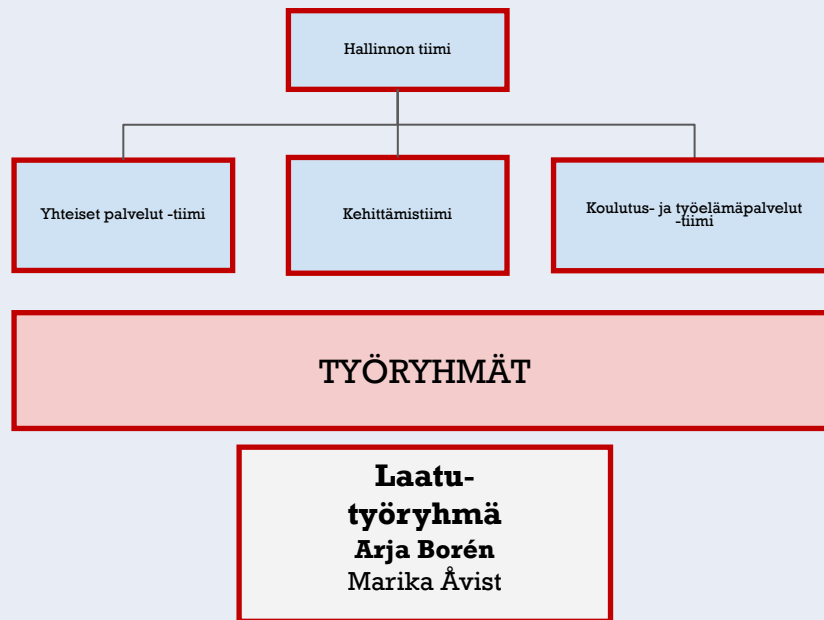 Hallinnon tiimi
Yhteiset palvelut -tiimi
Kehittämistiimi
Koulutus- ja työelämäpalvelut
-tiimi
TYÖRYHMÄT
Laatu-
työryhmä
Arja Borén
Marika Åvist